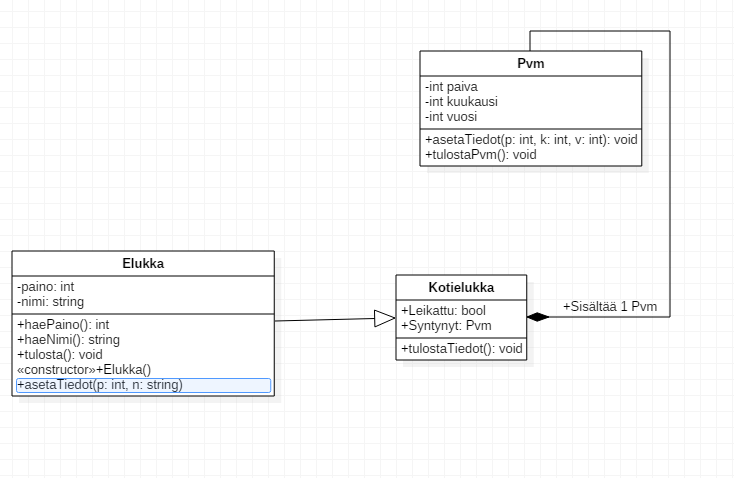 Pvm
-int paiva
-int kuukausi
-int vuosi
+asetaTiedot(p: int, k: int, v: int): void
+tulostaPvm(): void
Elukka
-paino: int
-nimi: string
+haePaino(): int
+haeNimi(): string
+tulosta(): void
«constructor»+Elukka()
+asetaTiedot(p: int, n: string)
Kotielukka
+Leikattu: bool
+Syntynyt: Pvm
+tulostaTiedot(): void
+Sisältää 1 Pvm